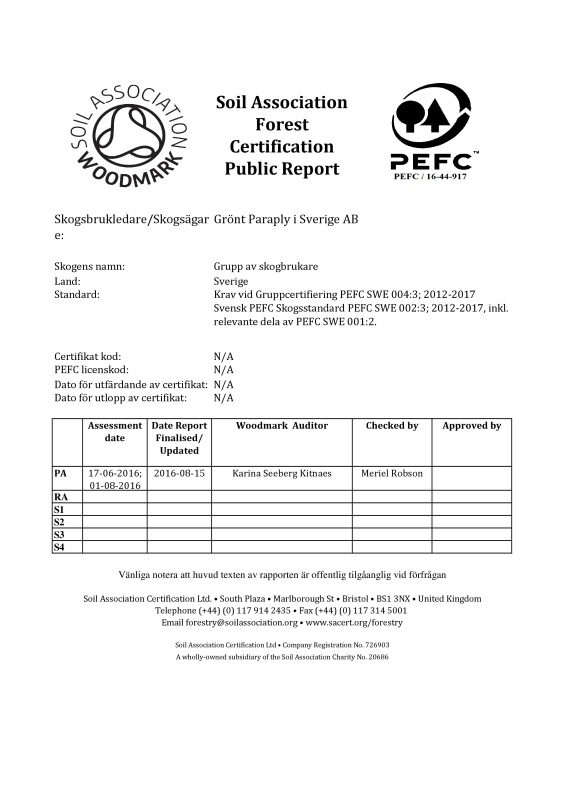 SOIL ASSOCIATION
WOODMARK
Soil Association
Forest
Certification
Public Report
PEFC™
PEFC / 16-44-917
Skogsbrukledare/Skogsägar Grönt Paraply i Sverige AB
e:
Skogens namn: Grupp av skogbrukare
Land: Sverige
Standard: Krav vid Gruppcertifiering PEFC SWE 004:3; 2012-2017
Svensk PEFC Skogsstandard PEFC SWE 002:3; 2012-2017, inkl.
relevante dela av PEFC SWE 001:2.
Certifikat kod: N/A
PEFC licenskod: N/A
Dato för utfärdande av certifikat: N/A
Dato för utlopp av certifikat: N/A
Assessment date Date Report Finalised/ Updated Woodmark Auditor Checked by Approved by
PA 17-06-2016; 01-08-2016 2016-08-15 Karina Seeberg Kitnaes Meriel Robson
RA
S1
S2
S3
S4
Vänliga notera att huvud texten av rapporten är offentlig tilgåanglig vid förfrågan
Soil Association Certification Ltd. • South Plaza • Marlborough St • Bristol • BS1 3NX • United Kingdom
Telephone (+44) (0) 117 914 2435 • Fax (+44) (0) 117 314 5001
Email forestry@soilassociation.org • www.sacert.org/forestry
Soil Association Certification Ltd • Company Registration No. 726903
A wholly-owned subsidiary of the Soil Association Charity No. 20686